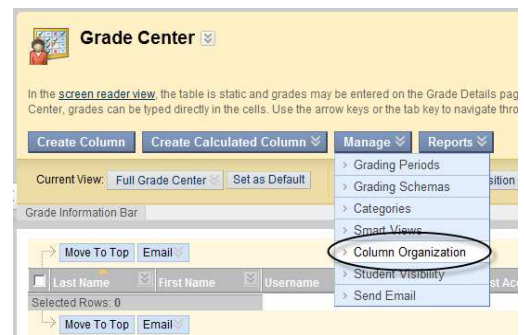 Grade Center
In the screen reader view, the table is static and grades may be entered on the Grade Details pag
Center, grades can be typed directly in the cells. Use the arrow keys or the tab key to navigate thro
Create Column Create Calculated Column Manage Reports
Grading Periods
Current View: Full Grade Center Set as Default sition
Grading Schemas
Categories
Grade Information Bar
Smart Views
Move To Top Email
Column Organization
Last Name First Name Username Student Visibility st Acc
Selected Rows: 0
Send Email
Move To Top Email